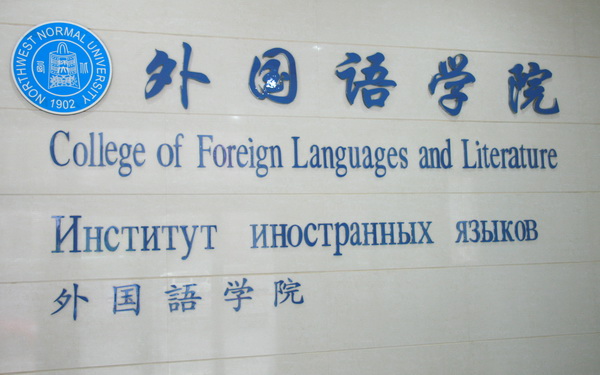 NORTHWEST NORMAL UNIVERSITY
1902
外国语学院
College of Foreign Languages and Literature
Институт иностранных языков
外国語学院